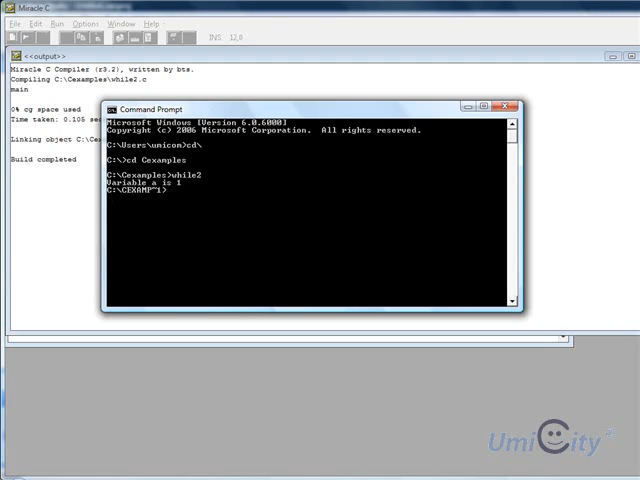 Miracle C
File Edit Run Options Window Help
INS 12,0
<<output>>
Miracle C Compiler (r3.2), written by bts.
Compiling C:\Cexamples\while2.c
main
0% cg space used
Time taken: 0.105 sec
Linking object C:\Cex
Build completed
Command Prompt
Microsoft Windows [Version 6.0.6000]
Copyright (c) 2006 Microsoft Corporation. All rights reserved.
C:\Users\umicom>cd\
C:\>cd Cexamples
C:\Cexamples>while2
Variable a is 1
C:\CEXAMP~1>
UmiCity